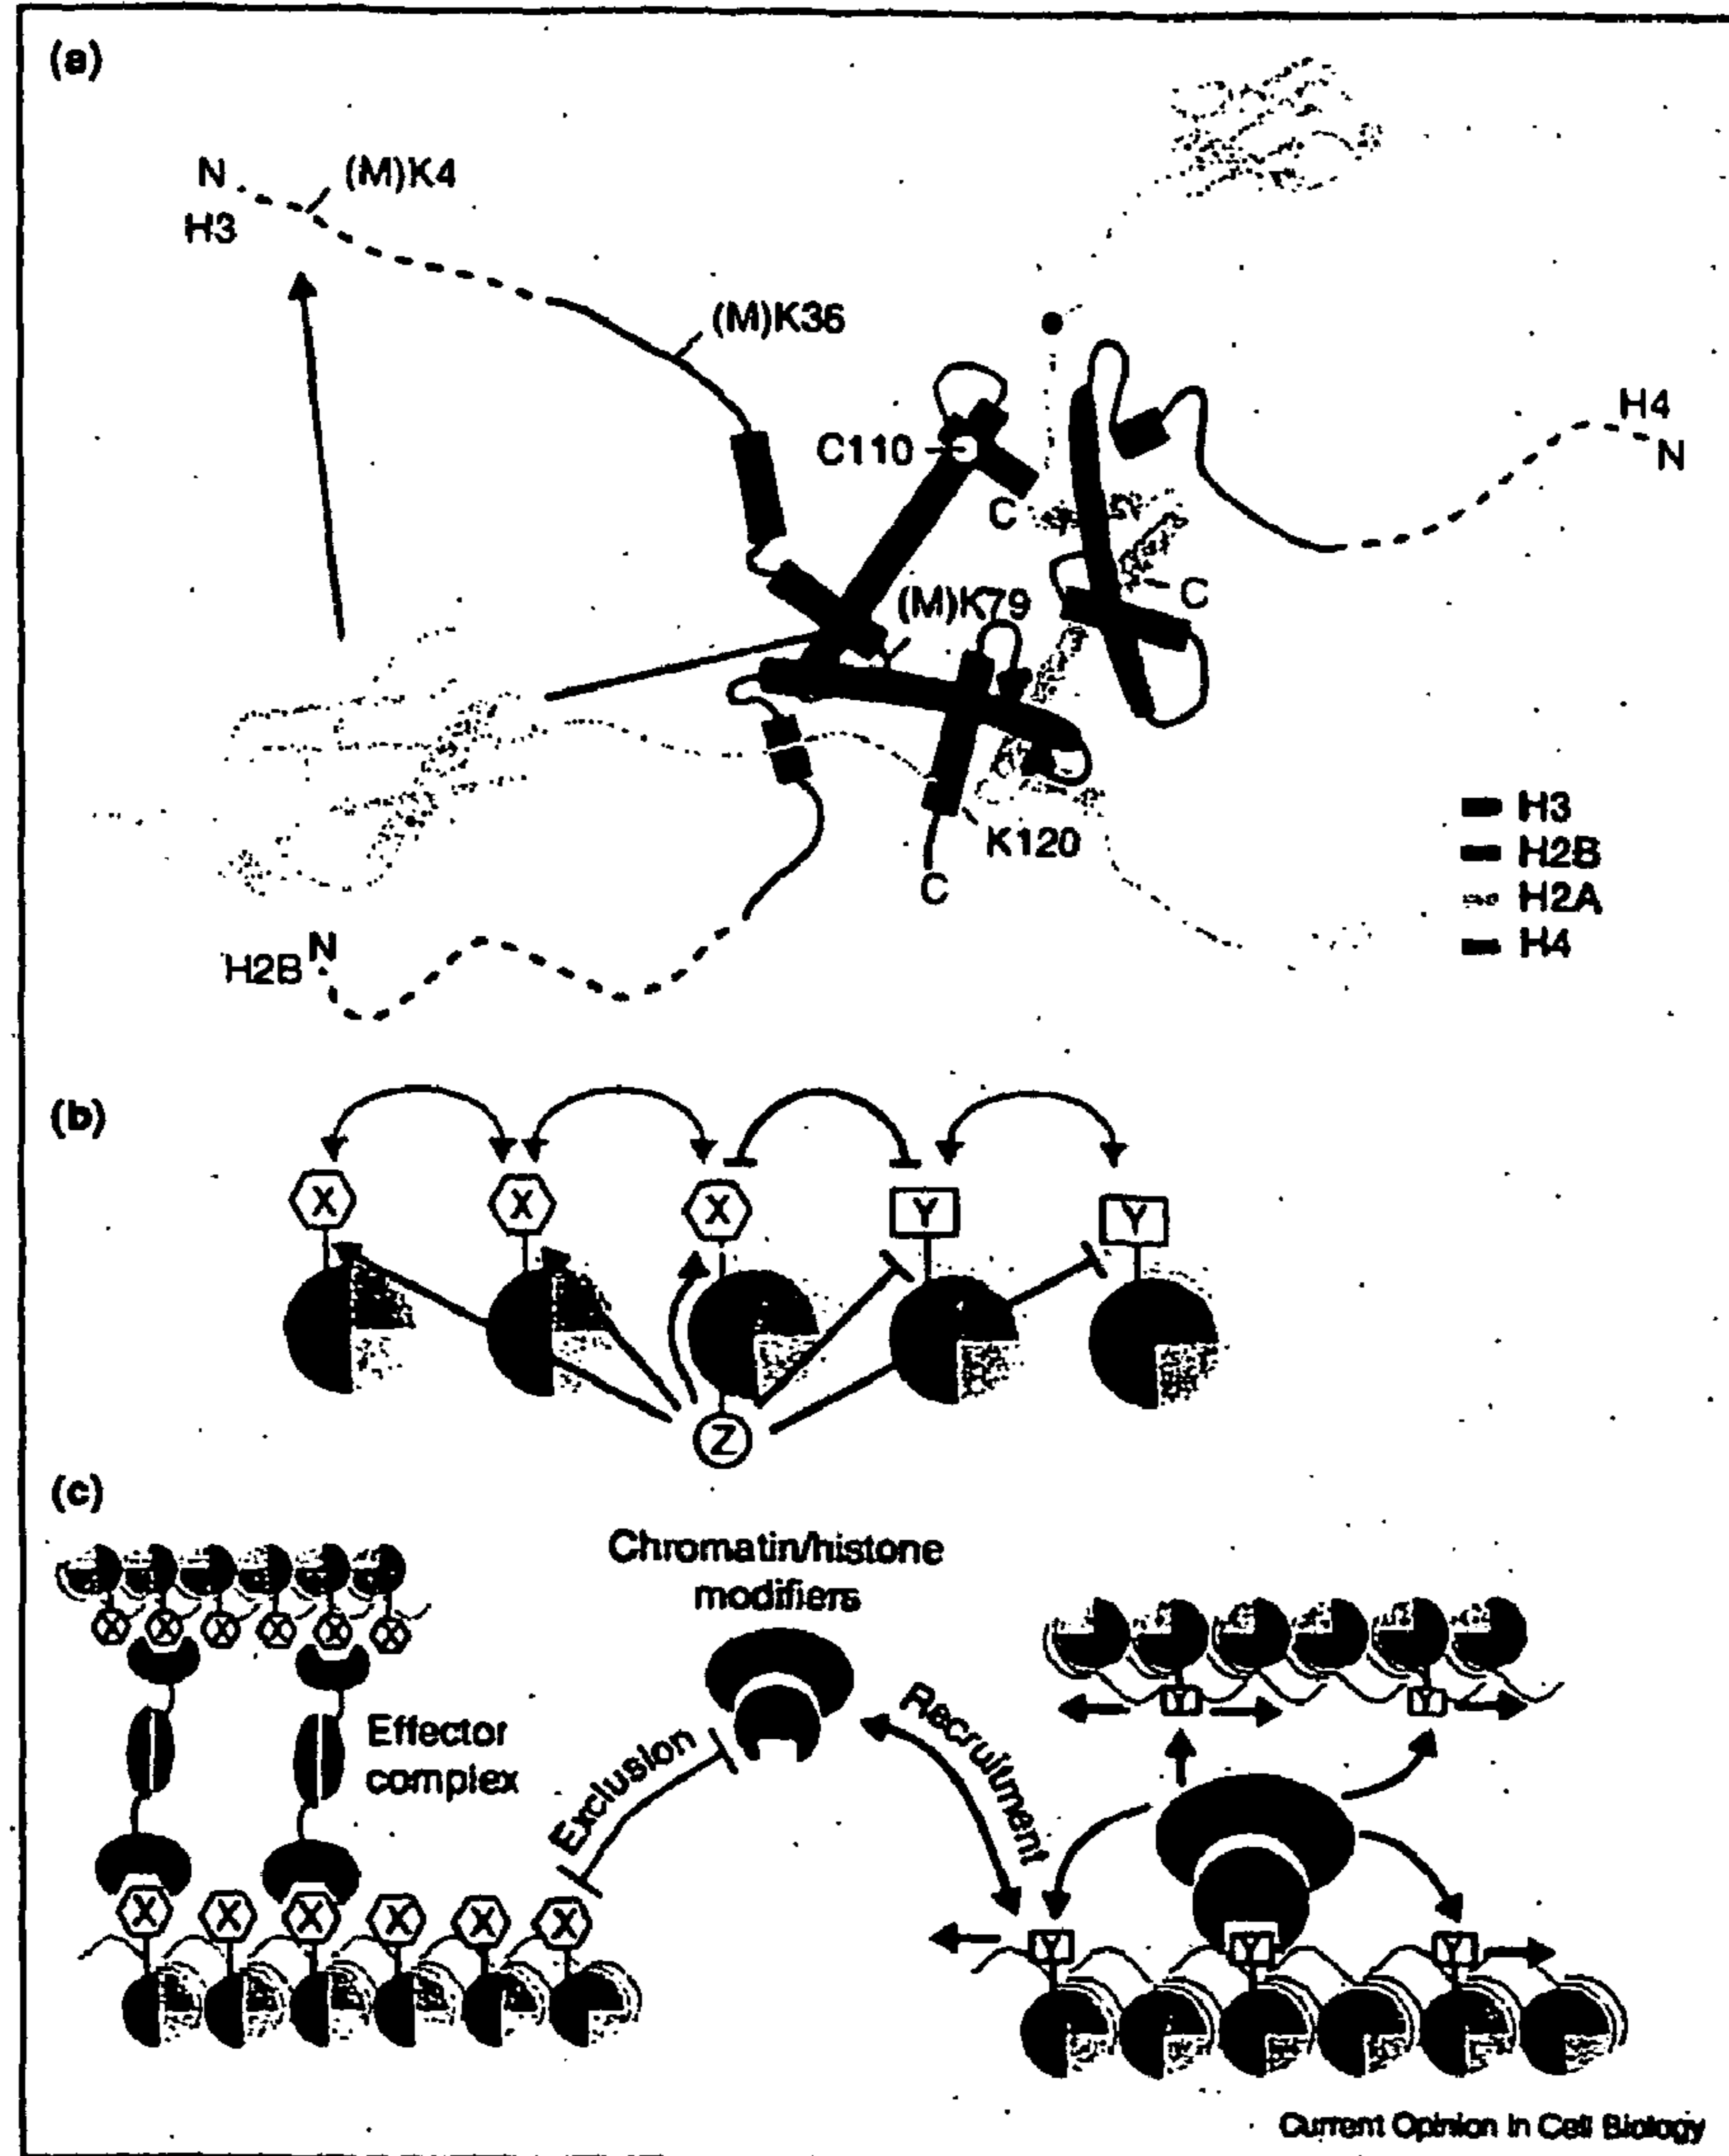 (a)
N
(M)K4
H3
(M)K36
H4
N
C110
C
C
(M)K79
K120
C
H3
H2B
H2A
H4
N
H2B
(b)
X
X
X
Y
Y
Z
(c)
Chromatin/histone
modifiers
X X X X X X
Effector
complex
Exclusion
Recruitment
Y Y
X X X X X X
Y Y Y
Current Opinion in Cell Biology